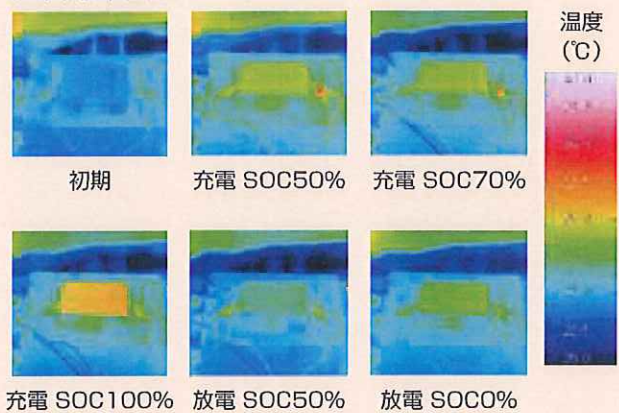 温度
(℃)
初期
充電 SOC50%
充電 SOC70%
充電 SOC100%
放電 SOC50%
放電 SOC0%